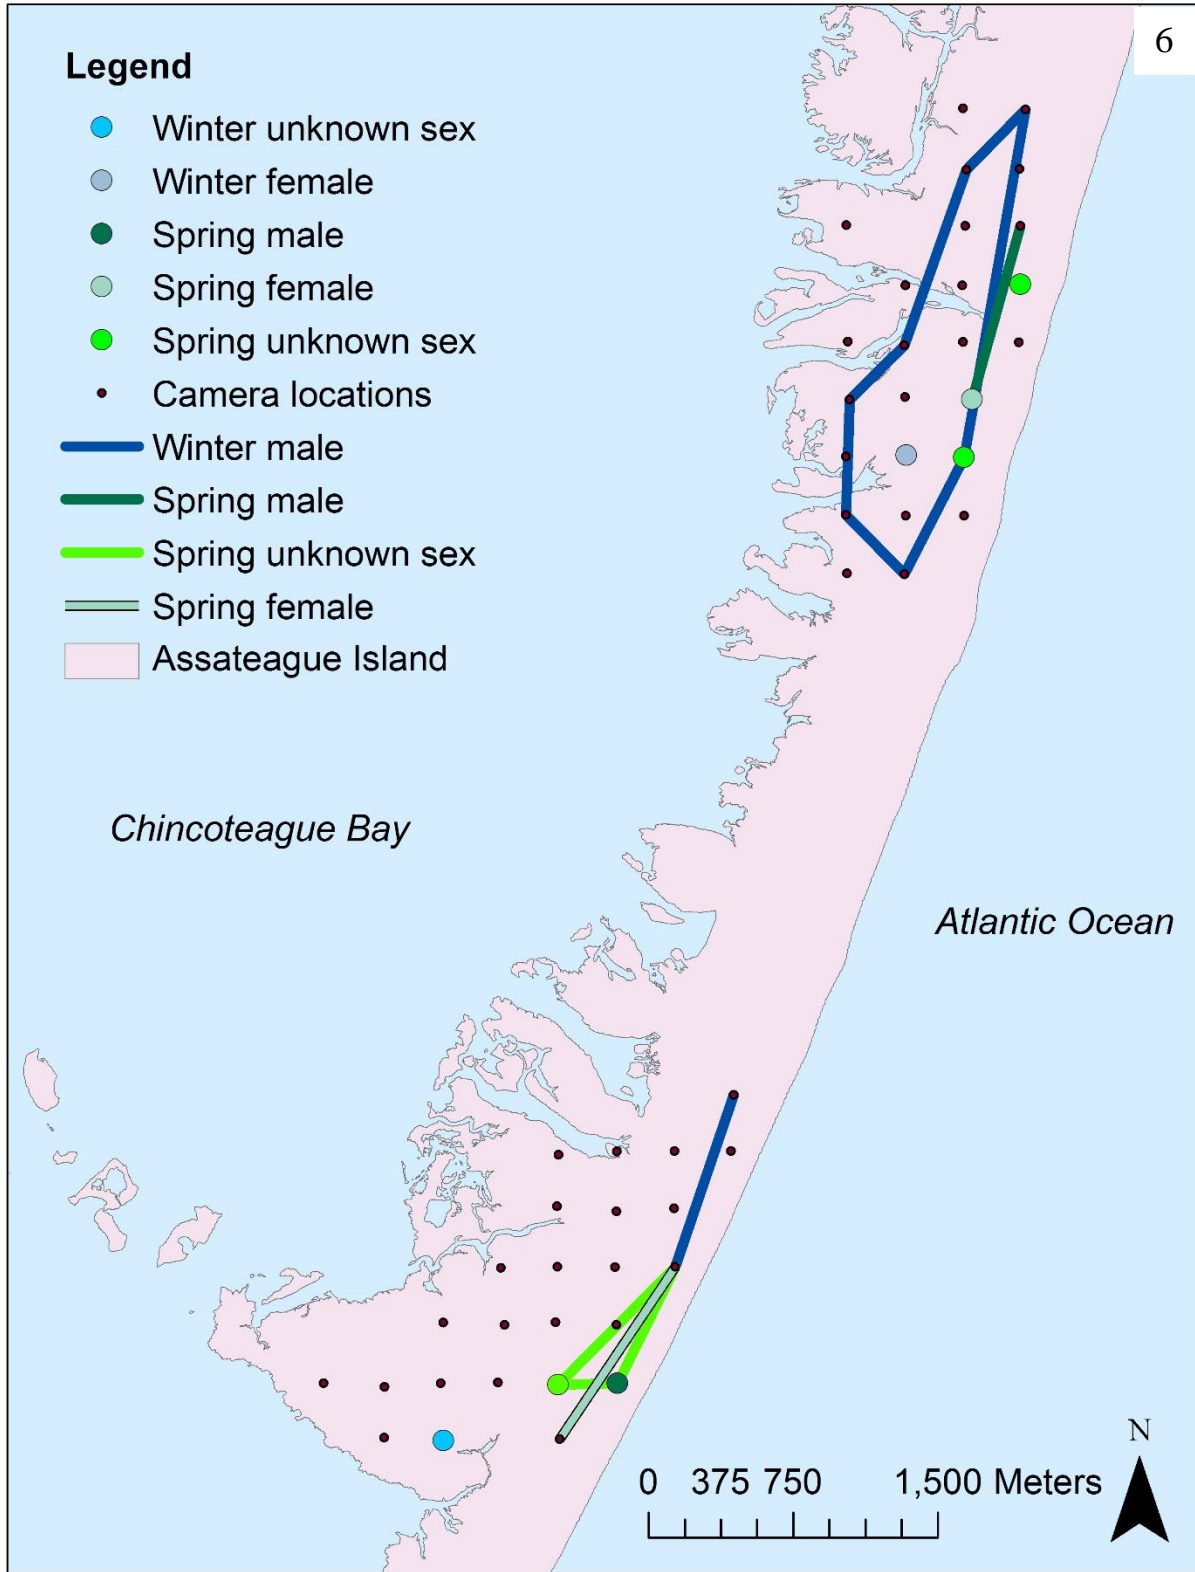 6
Legend
Winter unknown sex
Winter female
Spring male
Spring female
Spring unknown sex
Camera locations
Winter male
Spring male
Spring unknown sex
Spring female
Assateague Island
Chincoteague Bay
Atlantic Ocean
N
0 375 750 1,500 Meters